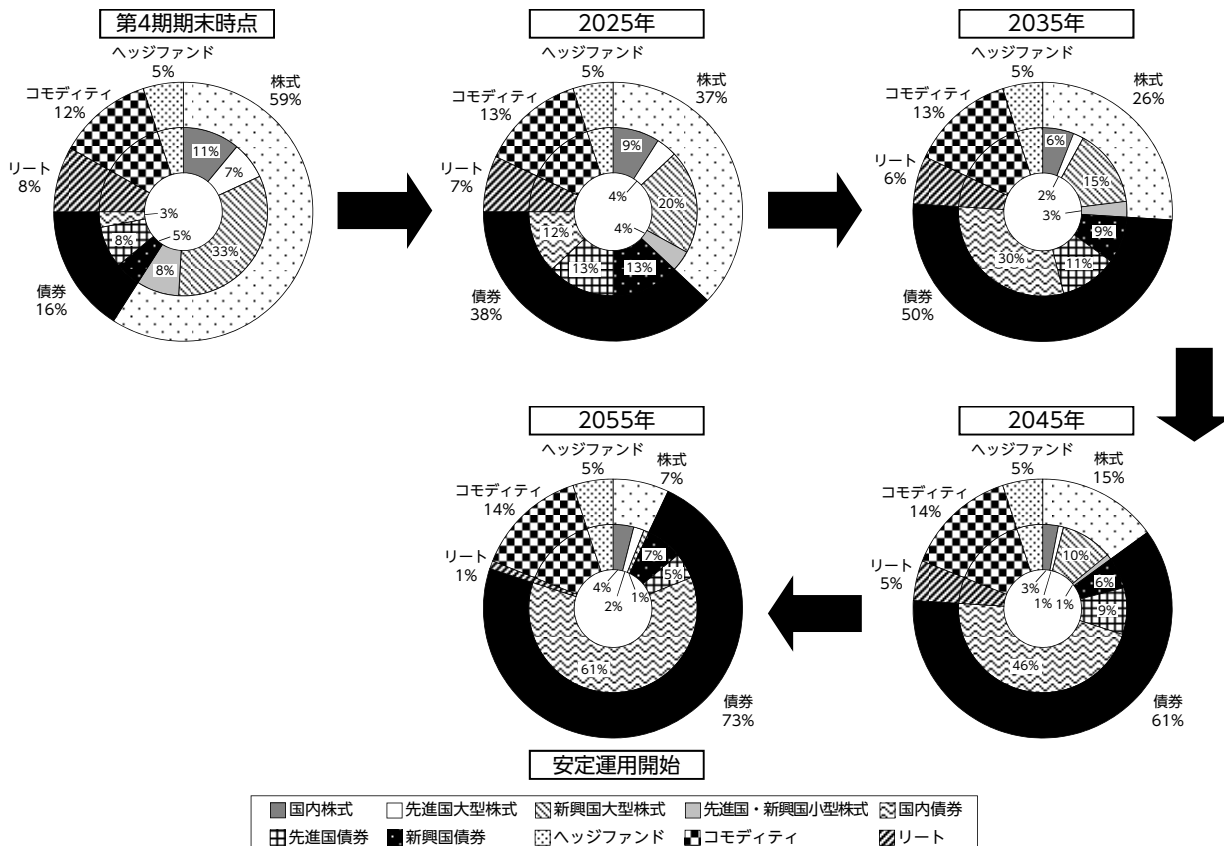 第4期期末時点
ヘッジファンド
5%
株式
59%
コモディティ
12%
リート
8%
債券
16%
11%
7%
33%
8%
5%
8%
3%
2025年
ヘッジファンド
5%
株式
37%
コモディティ
13%
リート
7%
債券
38%
9%
4%
20%
4%
13%
13%
12%
2035年
ヘッジファンド
5%
株式
26%
コモディティ
13%
リート
6%
債券
50%
6%
2%
15%
3%
9%
11%
30%
2055年
ヘッジファンド
5%
株式
7%
コモディティ
14%
リート
1%
債券
73%
4%
2%
1%
7%
5%
61%
安定運用開始
2045年
ヘッジファンド
5%
株式
15%
コモディティ
14%
リート
5%
債券
61%
3%
1%
10%
1%
6%
9%
46%
国内株式 先進国大型株式 新興国大型株式 先進国・新興国小型株式 国内債券
先進国債券 新興国債券 ヘッジファンド コモディティ リート